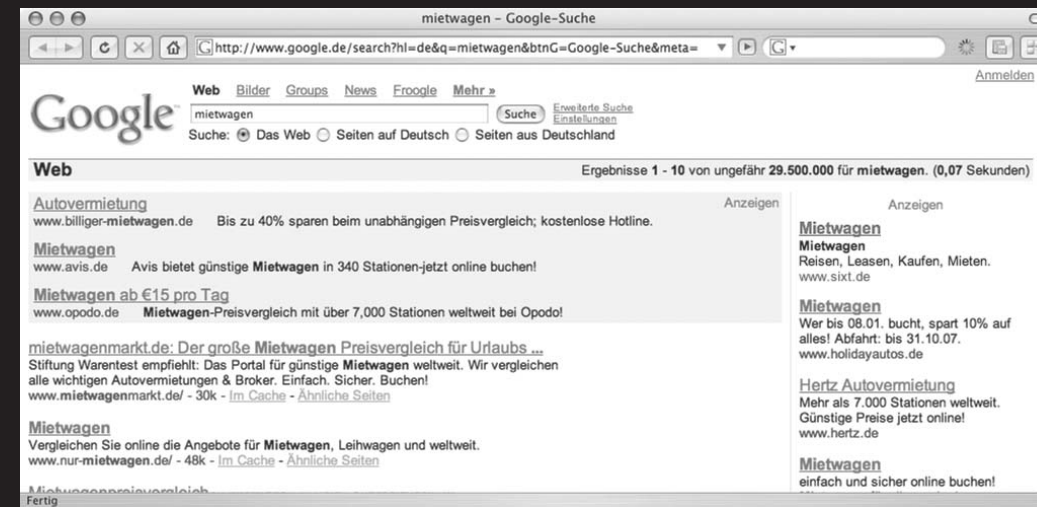 mietwagen – Google-Suche
http://www.google.de/search?hl=de&q=mietwagen&btnG=Google-Suche&meta=
Anmelden
Google™
Web Bilder Groups News Froogle Mehr »
mietwagen Suche Erweiterte Suche
Einstellungen
Suche: Das Web Seiten auf Deutsch Seiten aus Deutschland
Web Ergebnisse 1 - 10 von ungefähr 29.500.000 für mietwagen. (0,07 Sekunden)
Anzeigen
Autovermietung
www.billiger-mietwagen.de Bis zu 40% sparen beim unabhängigen Preisvergleich; kostenlose Hotline.
Mietwagen
www.avis.de Avis bietet günstige Mietwagen in 340 Stationen-jetzt online buchen!
Mietwagen ab €15 pro Tag
www.opodo.de Mietwagen-Preisvergleich mit über 7,000 Stationen weltweit bei Opodo!
mietwagenmarkt.de: Der große Mietwagen Preisvergleich für Urlaubs ...
Stiftung Warentest empfiehlt: Das Portal für günstige Mietwagen weltweit. Wir vergleichen
alle wichtigen Autovermietungen & Broker. Einfach. Sicher. Buchen!
www.mietwagenmarkt.de/ - 30k - Im Cache - Ähnliche Seiten
Mietwagen
Vergleichen Sie online die Angebote für Mietwagen, Leihwagen und weltweit.
www.nur-mietwagen.de/ - 48k - Im Cache - Ähnliche Seiten
Mietwagenpreisvergleich
Anzeigen
Mietwagen
Mietwagen
Reisen, Leasen, Kaufen, Mieten.
www.sixt.de
Mietwagen
Wer bis 08.01. bucht, spart 10% auf
alles! Abfahrt: bis 31.10.07.
www.holidayautos.de
Hertz Autovermietung
Mehr als 7.000 Stationen weltweit.
Günstige Preise jetzt online!
www.hertz.de
Mietwagen
einfach und sicher online buchen!
Fertig